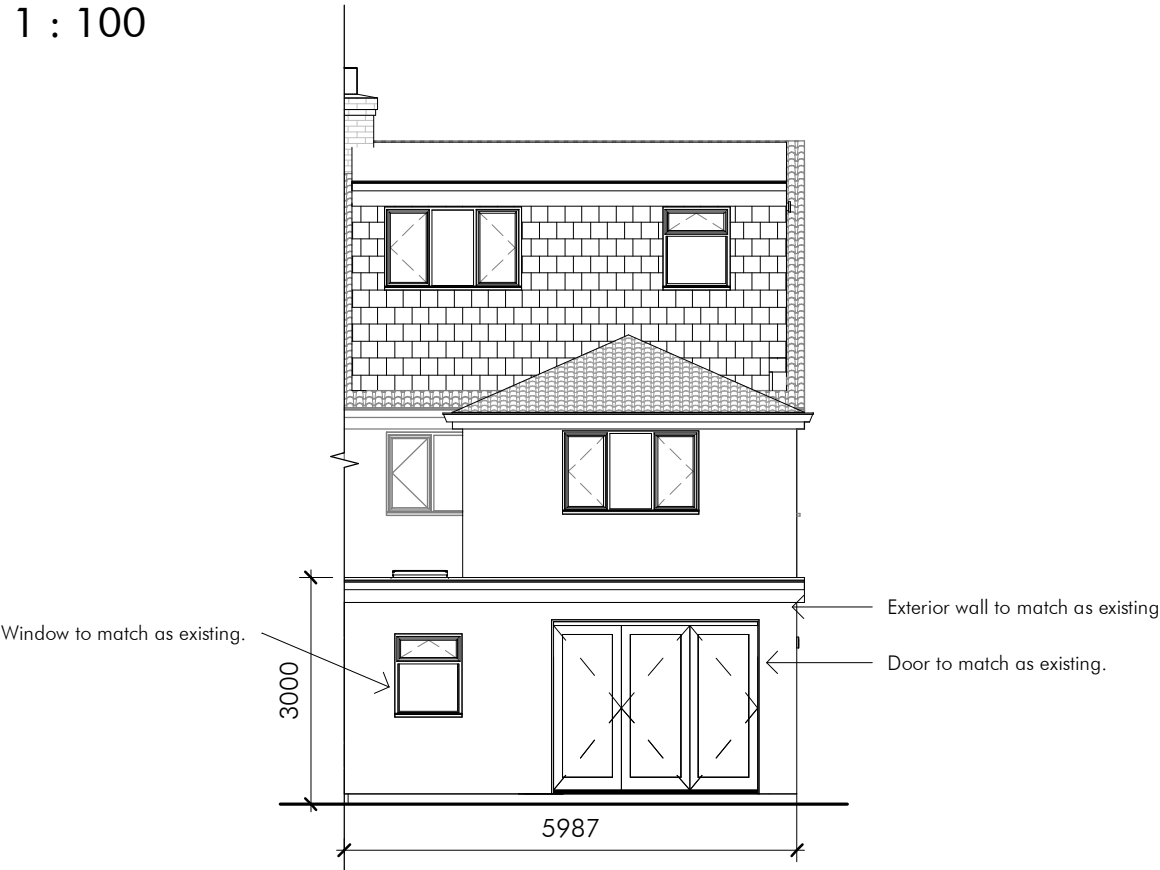 1 : 100
Exterior wall to match as existing
Window to match as existing.
Door to match as existing.
3000
5987